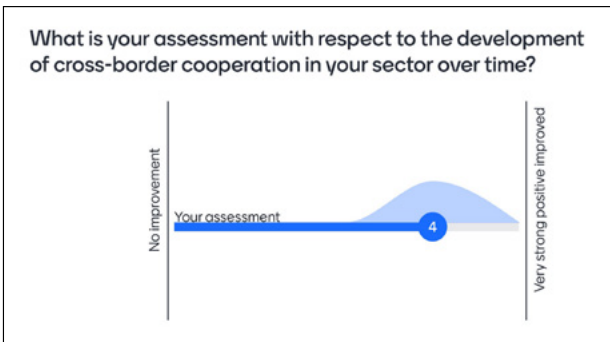 What is your assessment with respect to the development
of cross-border cooperation in your sector over time?
No improvement
Your assessment
4
Very strong positive improved